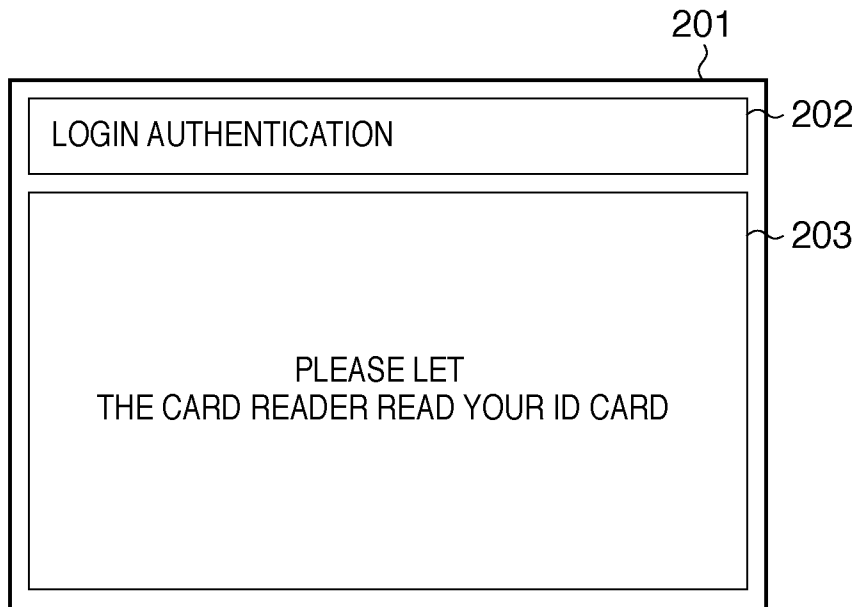 201
LOGIN AUTHENTICATION
202
203
PLEASE LET
THE CARD READER READ YOUR ID CARD